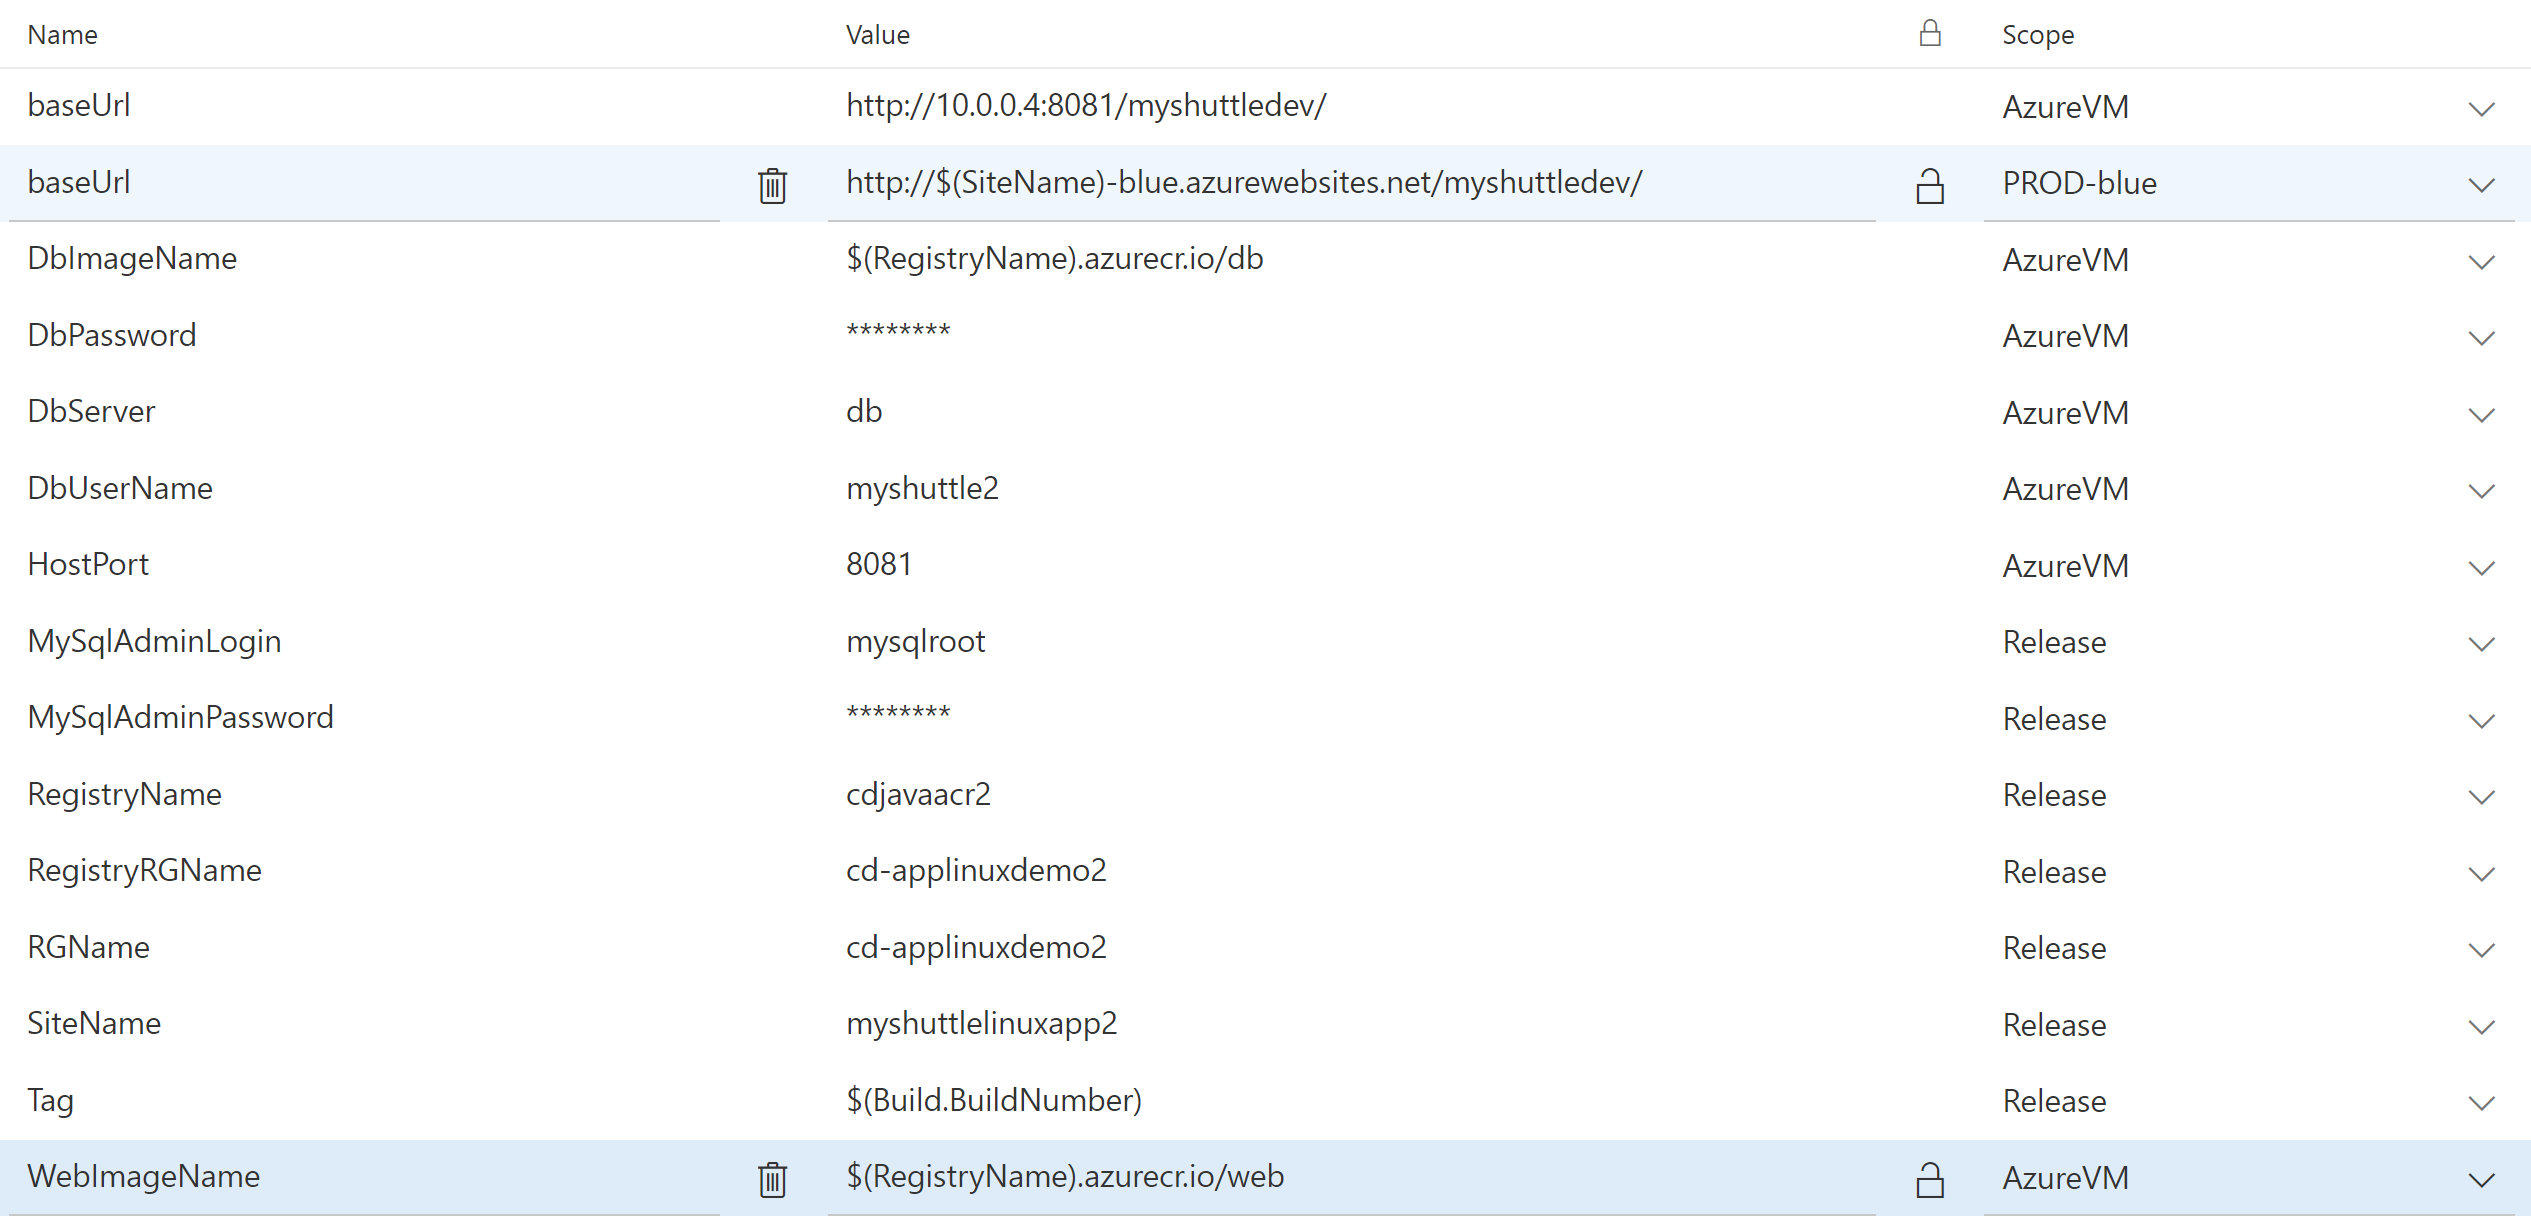 Name Value Scope
baseUrl http://10.0.0.4:8081/myshuttledev/ AzureVM
baseUrl http://$(SiteName)-blue.azurewebsites.net/myshuttledev/ PROD-blue
DbImageName $(RegistryName).azurecr.io/db AzureVM
DbPassword ******** AzureVM
DbServer db AzureVM
DbUserName myshuttle2 AzureVM
HostPort 8081 AzureVM
MySqlAdminLogin mysqlroot Release
MySqlAdminPassword ******** Release
RegistryName cdjavaacr2 Release
RegistryRGName cd-applinuxdemo2 Release
RGName cd-applinuxdemo2 Release
SiteName myshuttlelinuxapp2 Release
Tag $(Build.BuildNumber) Release
WebImageName $(RegistryName).azurecr.io/web AzureVM